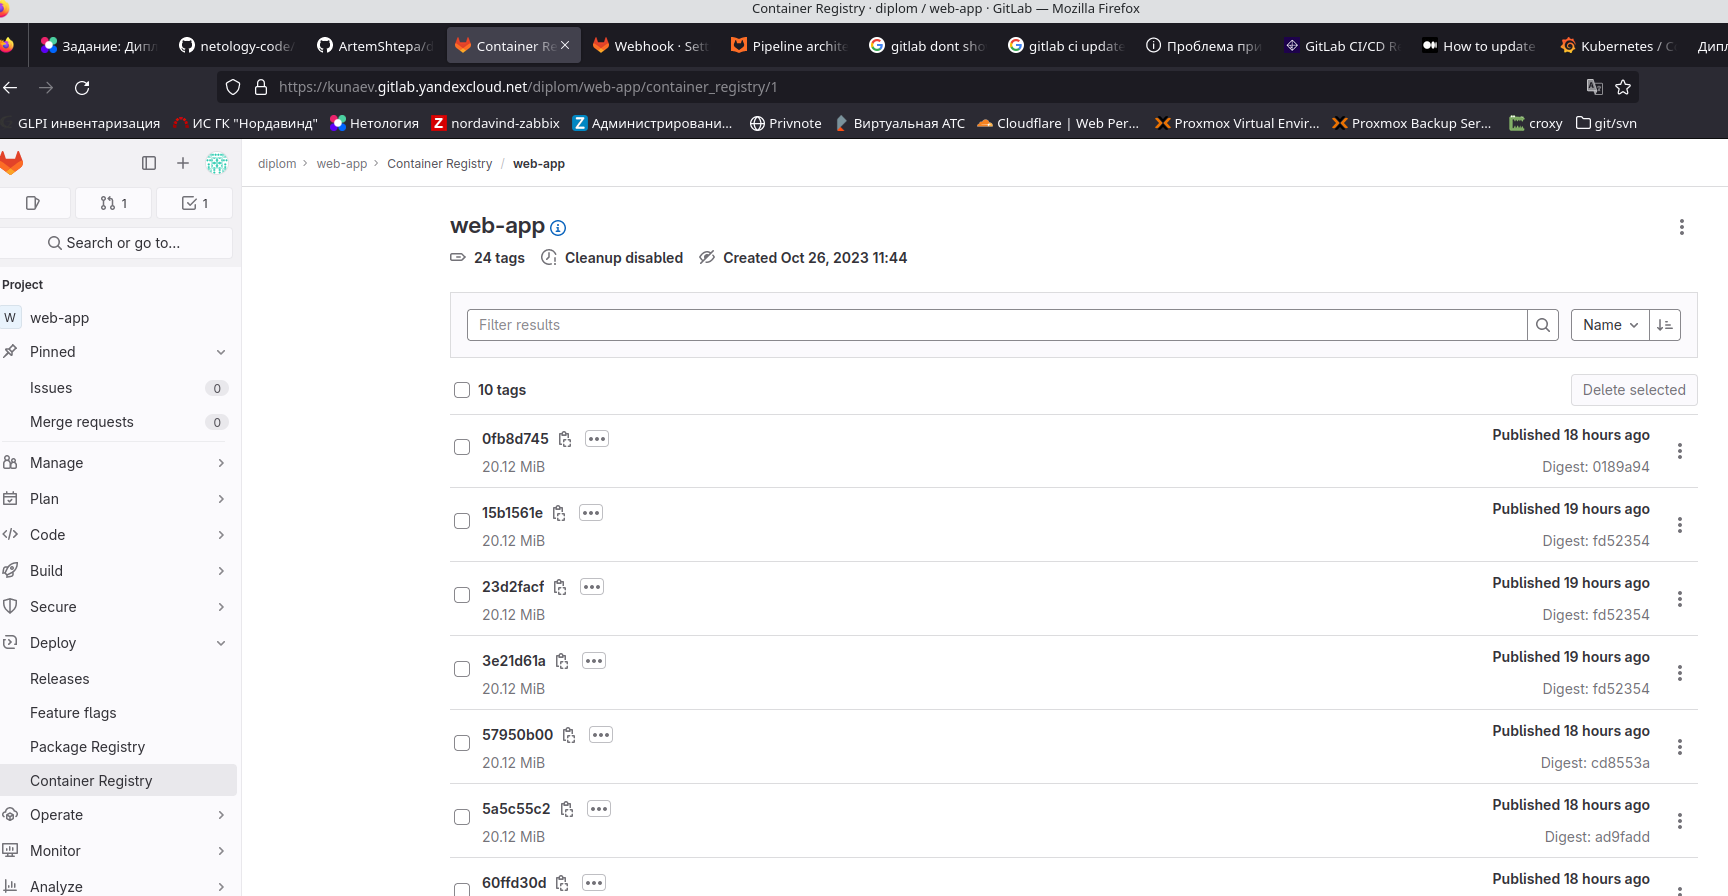 Container Registry · diplom / web-app · GitLab — Mozilla Firefox
Задание: Дипл netology-code/ ArtemShtepa/d Container Re Webhook · Sett Pipeline archite gitlab dont sho gitlab ci update Проблема при GitLab CI/CD R How to update Kubernetes / C Дипл
https://kunaev.gitlab.yandexcloud.net/diplom/web-app/container_registry/1
GLPI инвентаризация ИС ГК "Нордавинд" Нетология nordavind-zabbix Администрировани... Privnote Виртуальная АТС Cloudflare | Web Per... Proxmox Virtual Envir... Proxmox Backup Ser... croxy git/svn
diplom › web-app › Container Registry / web-app
1 1
Search or go to...
Project
W web-app
Pinned
Issues 0
Merge requests 0
Manage
Plan
Code
Build
Secure
Deploy
Releases
Feature flags
Package Registry
Container Registry
Operate
Monitor
Analyze
web-app
24 tags Cleanup disabled Created Oct 26, 2023 11:44
Filter results Name
10 tags Delete selected
0fb8d745 Published 18 hours ago
20.12 MiB Digest: 0189a94
15b1561e Published 19 hours ago
20.12 MiB Digest: fd52354
23d2facf Published 19 hours ago
20.12 MiB Digest: fd52354
3e21d61a Published 19 hours ago
20.12 MiB Digest: fd52354
57950b00 Published 18 hours ago
20.12 MiB Digest: cd8553a
5a5c55c2 Published 18 hours ago
20.12 MiB Digest: ad9fadd
60ffd30d Published 18 hours ago